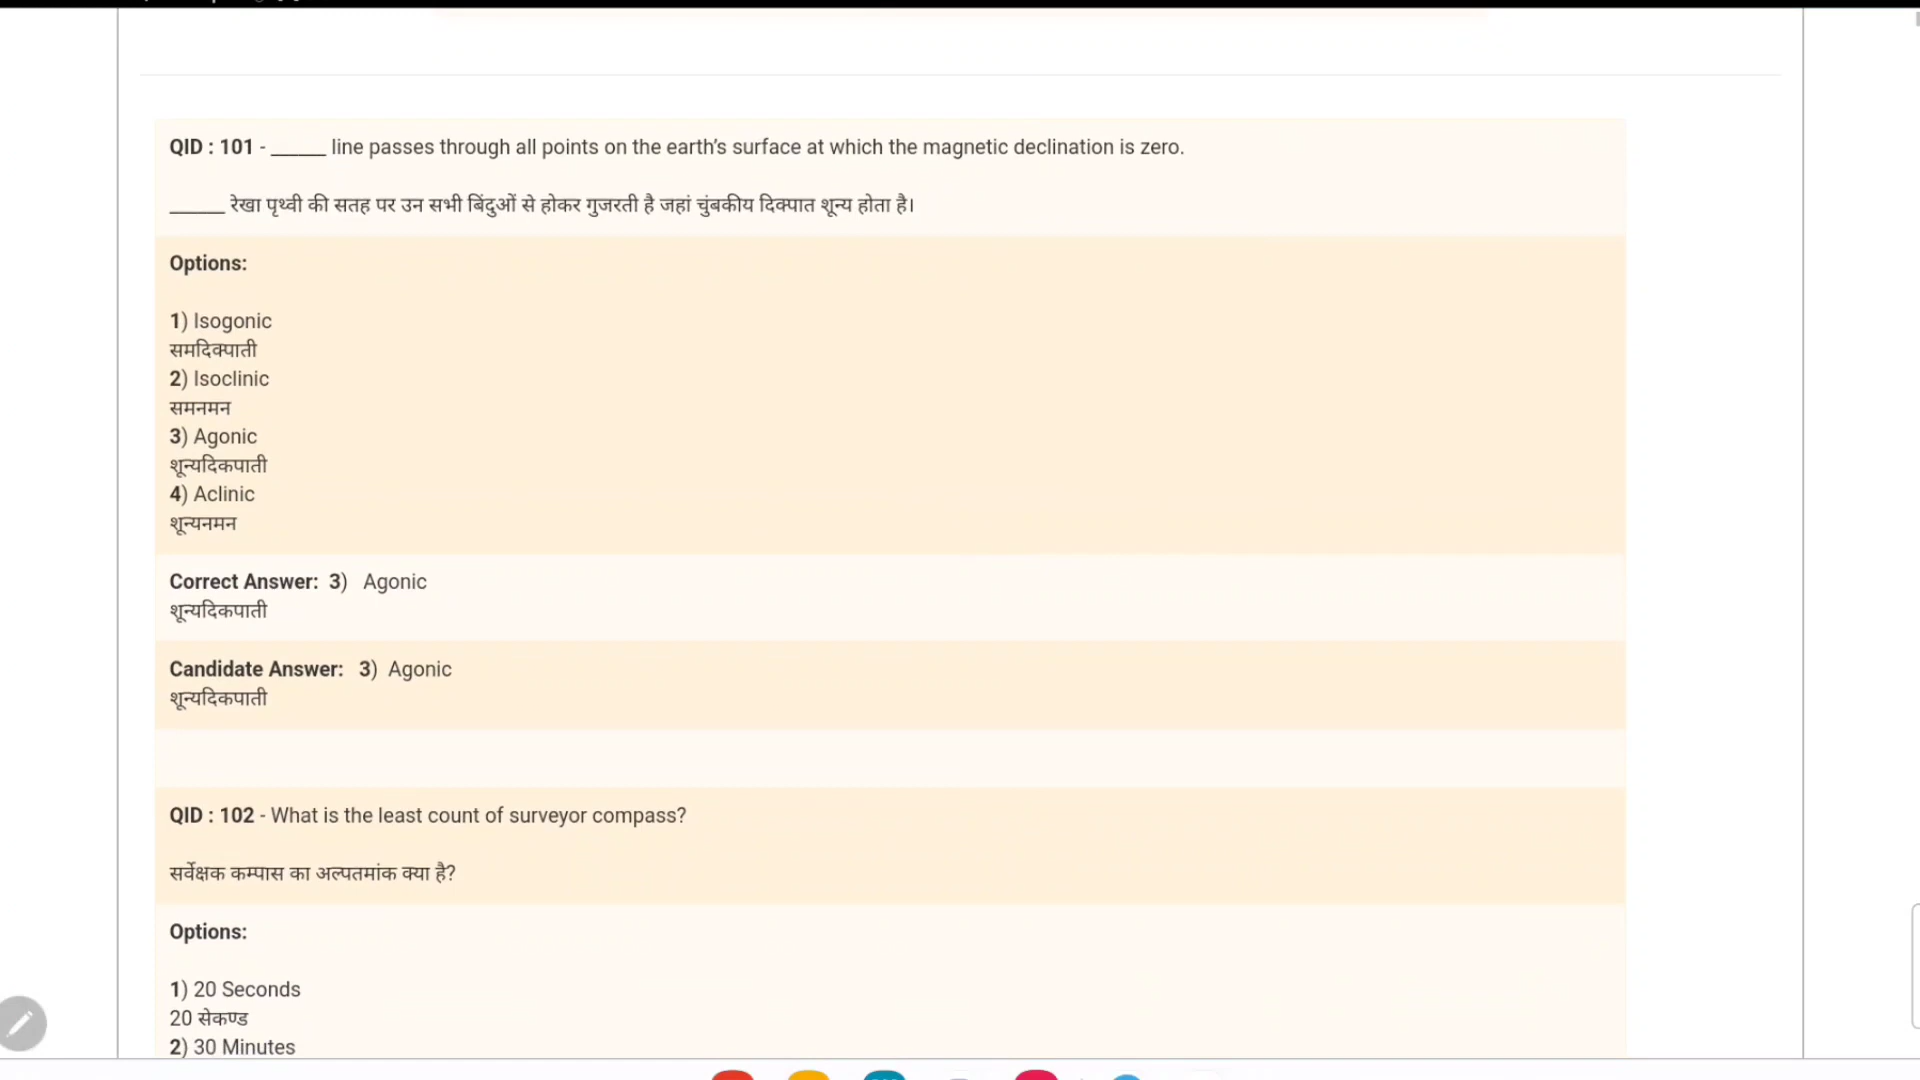 QID : 101 - _____ line passes through all points on the earth's surface at which the magnetic declination is zero.
_____ रेखा पृथ्वी की सतह पर उन सभी बिंदुओं से होकर गुजरती है जहां चुंबकीय दिक्पात शून्य होता है।
Options:
1) Isogonic
समदिक्पाती
2) Isoclinic
समनमन
3) Agonic
शून्यदिकपाती
4) Aclinic
शून्यनमन
Correct Answer: 3) Agonic
शून्यदिकपाती
Candidate Answer: 3) Agonic
शून्यदिकपाती
QID : 102 - What is the least count of surveyor compass?
सर्वेक्षक कम्पास का अल्पतमांक क्या है?
Options:
1) 20 Seconds
20 सेकण्ड
2) 30 Minutes